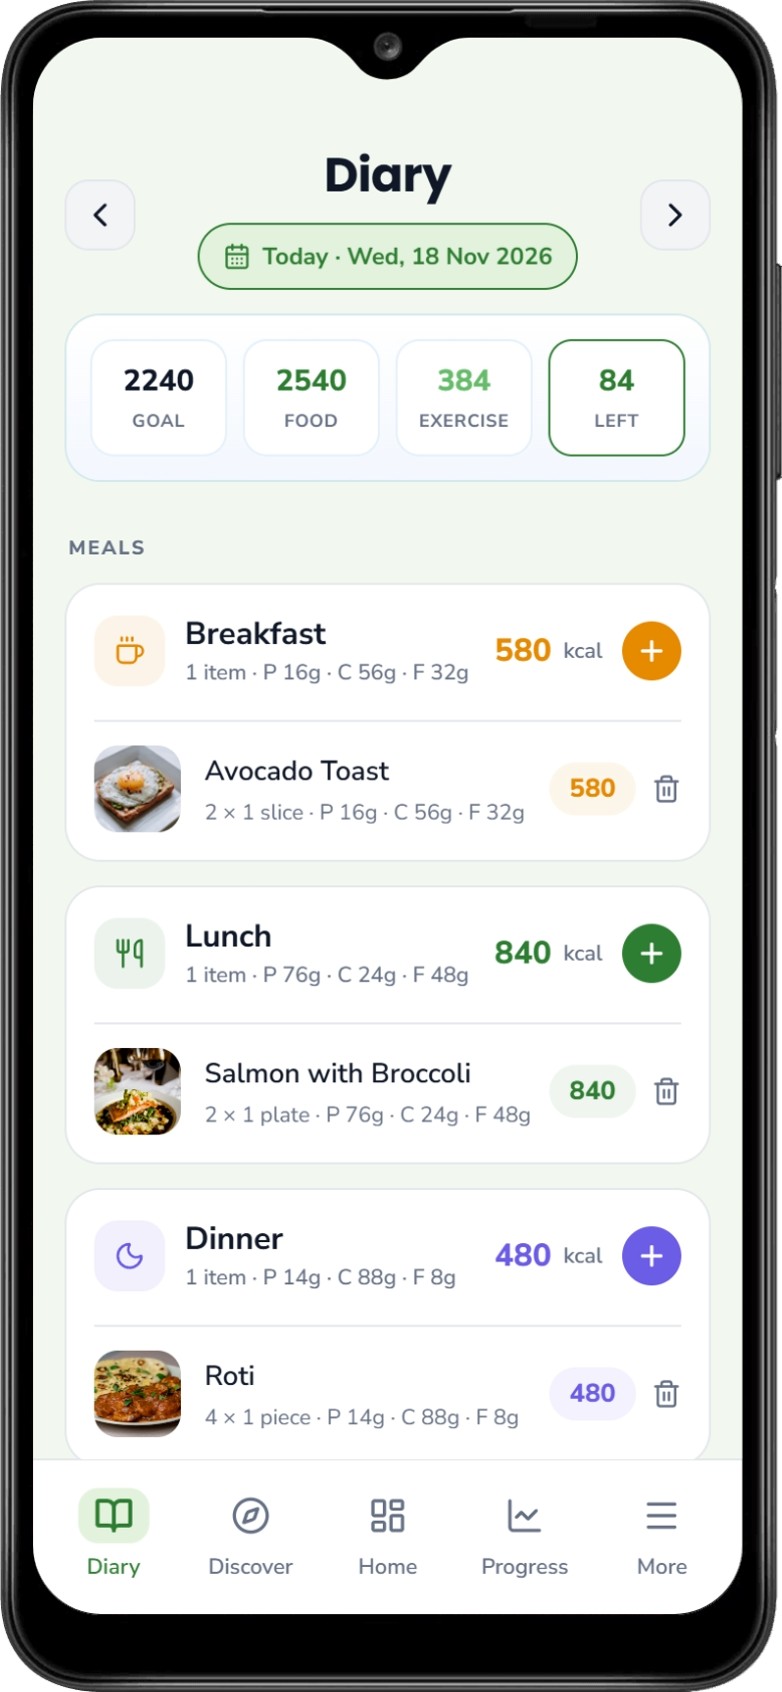 Diary
Today · Wed, 18 Nov 2026
2240 2540 384 84
GOAL FOOD EXERCISE LEFT
MEALS
Breakfast
580 kcal
1 item · P 16g · C 56g · F 32g
Avocado Toast
580
2 × 1 slice · P 16g · C 56g · F 32g
Lunch
840 kcal
1 item · P 76g · C 24g · F 48g
Salmon with Broccoli
840
2 × 1 plate · P 76g · C 24g · F 48g
Dinner
480 kcal
1 item · P 14g · C 88g · F 8g
Roti
480
4 × 1 piece · P 14g · C 88g · F 8g
Diary Discover Home Progress More